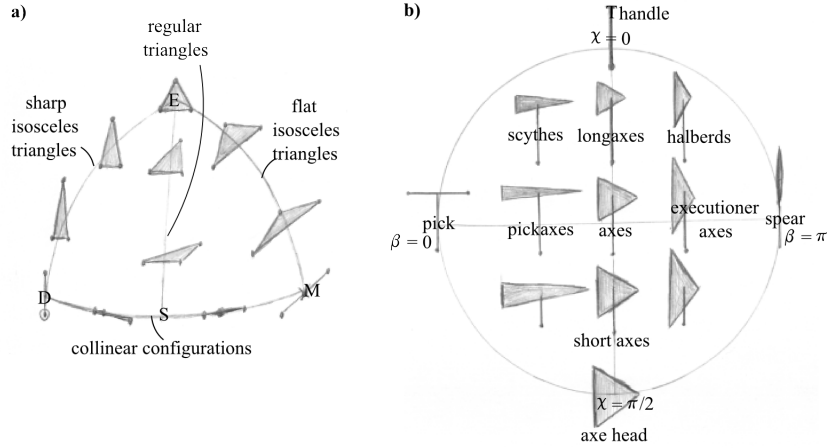 a)
regular
triangles
E
sharp
isosceles
triangles
flat
isosceles
triangles
D
S
M
collinear configurations
b)
T handle
χ = 0
scythes
longaxes
halberds
pick
β = 0
pickaxes
axes
executioner
axes
spear
β = π
short axes
χ = π/2
axe head